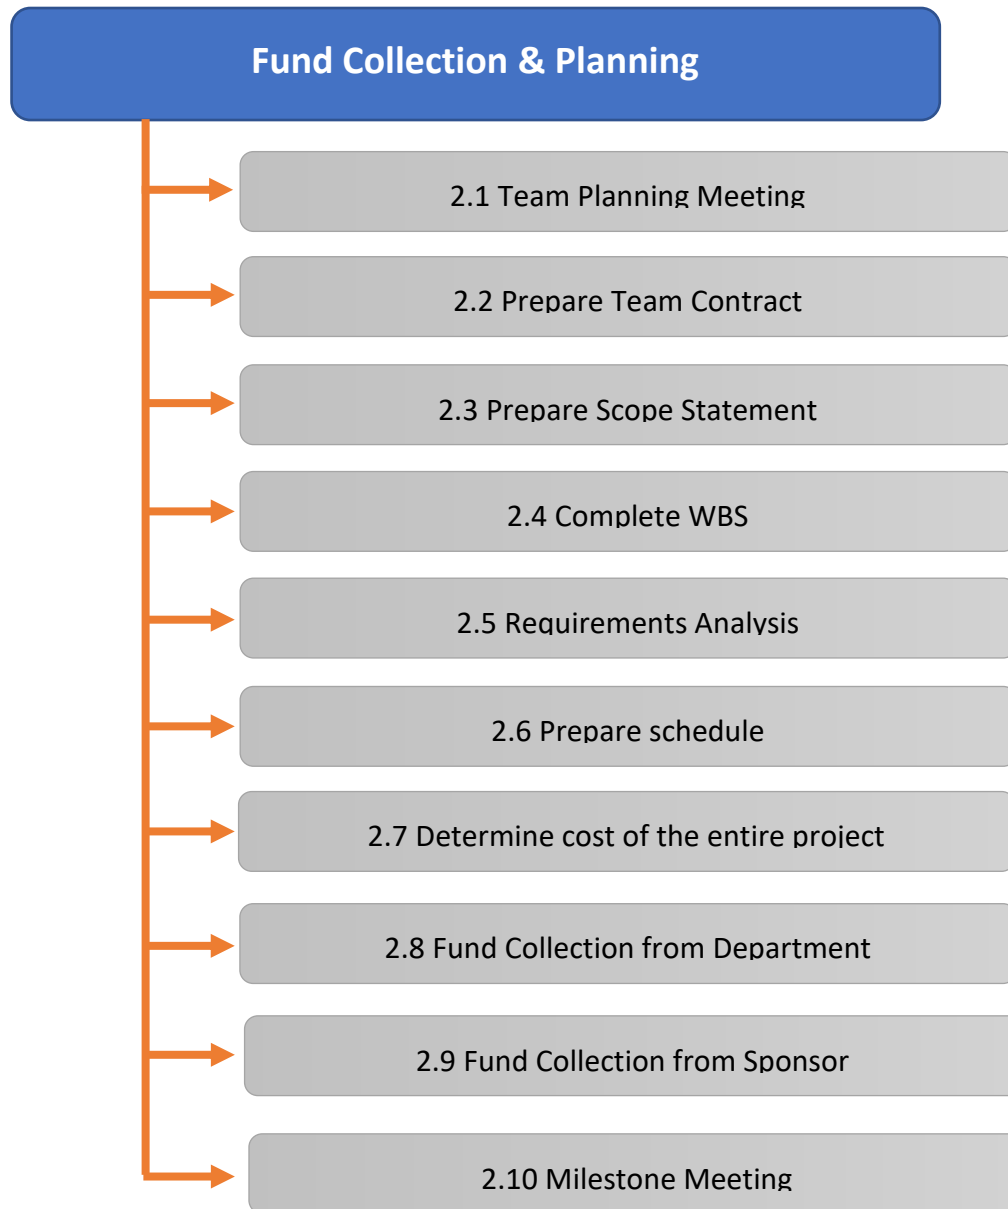 Fund Collection & Planning
2.1 Team Planning Meeting
2.2 Prepare Team Contract
2.3 Prepare Scope Statement
2.4 Complete WBS
2.5 Requirements Analysis
2.6 Prepare schedule
2.7 Determine cost of the entire project
2.8 Fund Collection from Department
2.9 Fund Collection from Sponsor
2.10 Milestone Meeting